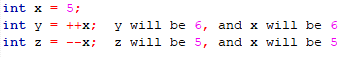 int x = 5;
int y = ++x;  y will be 6, and x will be 6
int z = --x;  z will be 5, and x will be 5